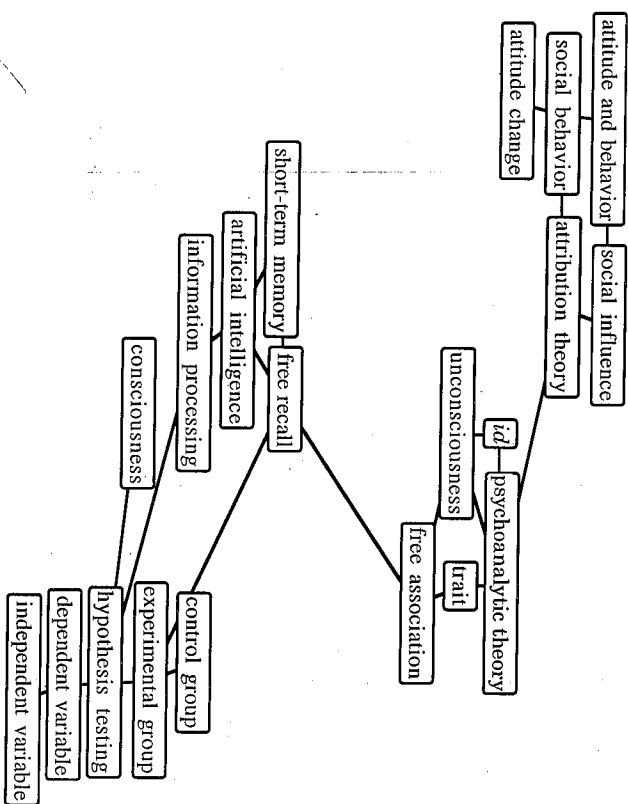 attitude and behavior
social influence
social behavior
attribution theory
attitude change
id
psychoanalytic theory
unconsciousness
trait
free association
short-term memory
free recall
artificial intelligence
information processing
control group
consciousness
experimental group
hypothesis testing
dependent variable
independent variable